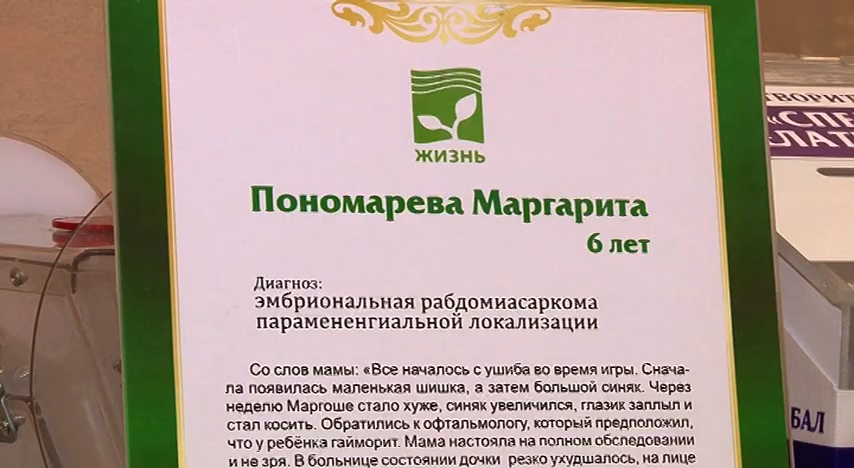 ЖИЗНЬ
Пономарева Маргарита
6 лет
Диагноз:
эмбриональная рабдомиасаркома
парамененгиальной локализации
Со слов мамы: «Все началось с ушиба во время игры. Снача-
ла появилась маленькая шишка, а затем большой синяк. Через
неделю Маргоше стало хуже, синяк увеличился, глазик заплыл и
стал косить. Обратились к офтальмологу, который предположил,
что у ребёнка гайморит. Мама настояла на полном обследовании
и не зря. В больнице состоянии дочки резко ухудшалось, на лице
ТВОРИТ
«СПЕ
ЛАТ
БАЛ